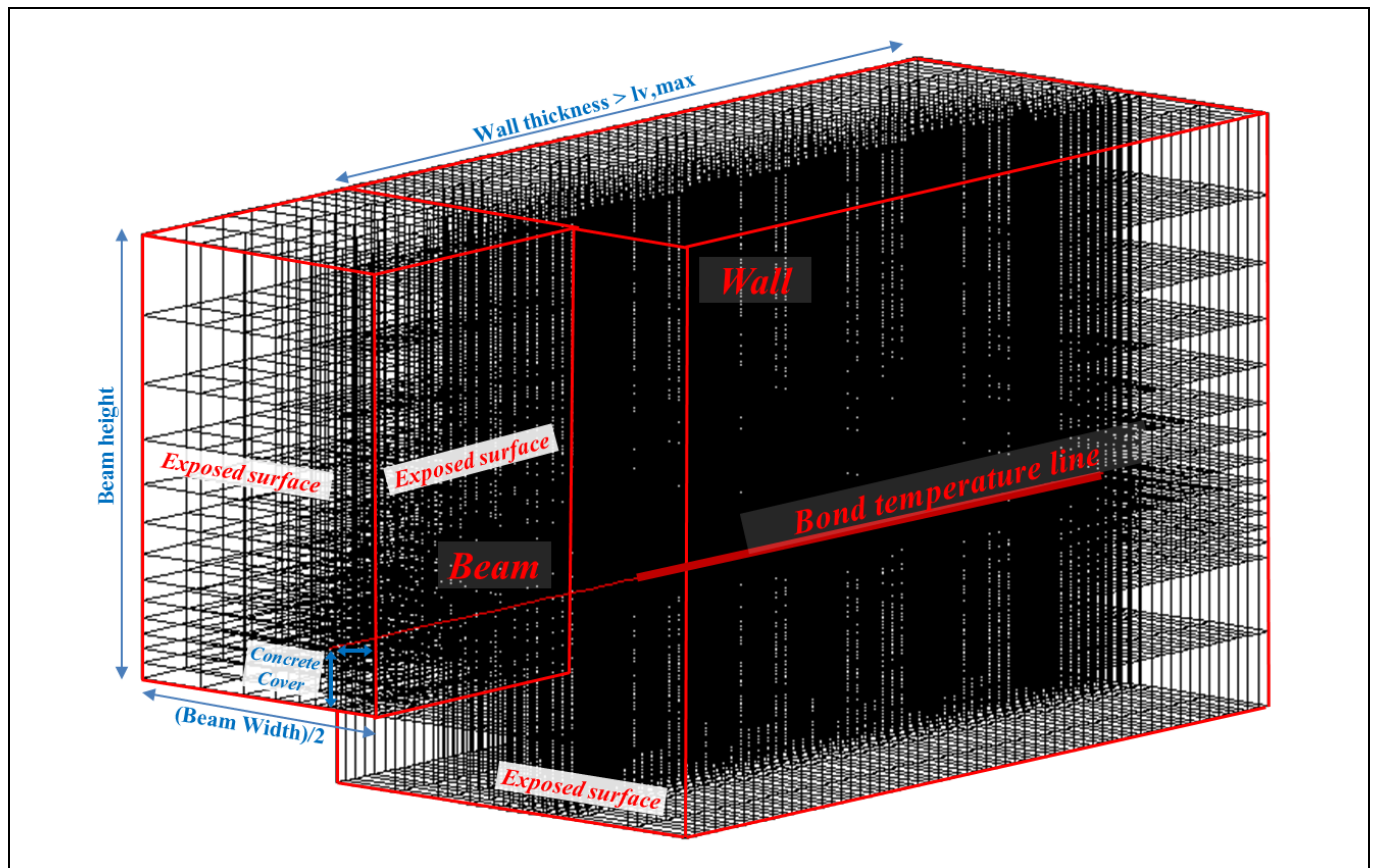 Wall thickness > lv,max
Wall
Beam height
Exposed surface
Exposed surface
Bond temperature line
Beam
Concrete
Cover
(Beam Width)/2
Exposed surface